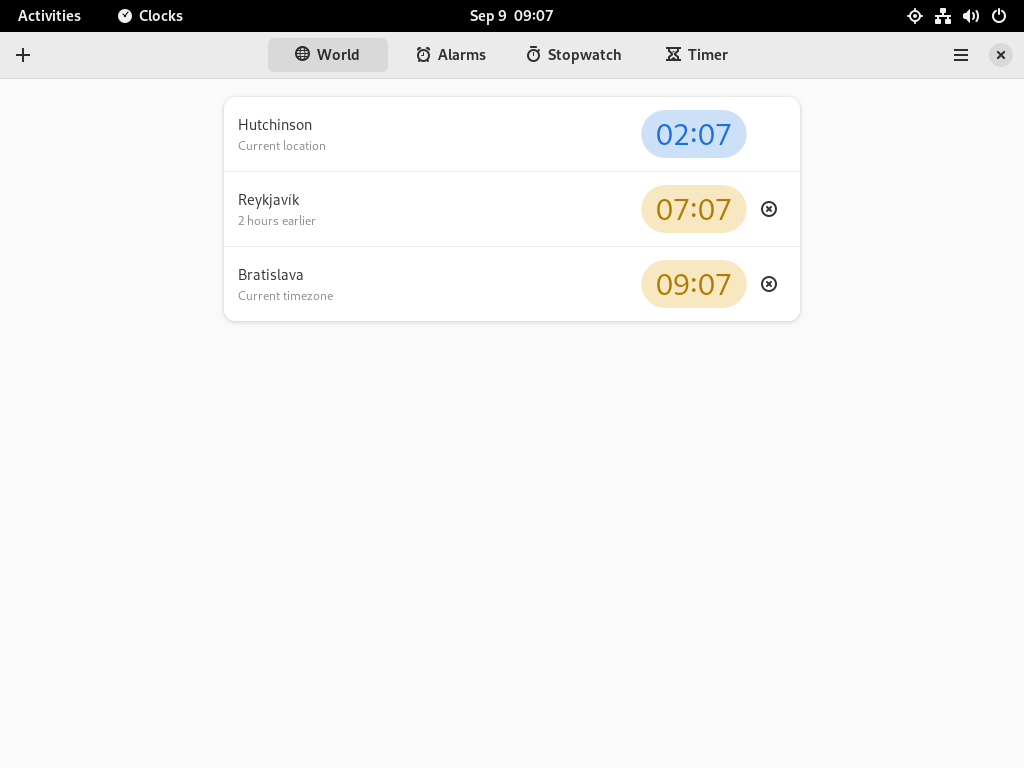 Activities
Clocks
Sep 9 09:07
World
Alarms
Stopwatch
Timer
Hutchinson
Current location
02:07
Reykjavík
2 hours earlier
07:07
Bratislava
Current timezone
09:07